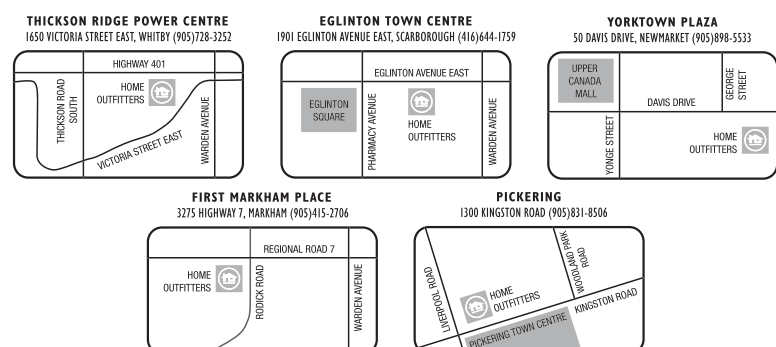 THICKSON RIDGE POWER CENTRE
1650 VICTORIA STREET EAST, WHITBY (905)728-3252
HIGHWAY 401
THICKSON ROAD
SOUTH
HOME
OUTFITTERS
VICTORIA STREET EAST
WARDEN AVENUE
EGLINTON TOWN CENTRE
1901 EGLINTON AVENUE EAST, SCARBOROUGH (416)644-1759
EGLINTON AVENUE EAST
EGLINTON
SQUARE
PHARMACY AVENUE
HOME
OUTFITTERS
WARDEN AVENUE
YORKTOWN PLAZA
50 DAVIS DRIVE, NEWMARKET (905)898-5533
UPPER
CANADA
MALL
DAVIS DRIVE
GEORGE
STREET
YONGE STREET
HOME
OUTFITTERS
FIRST MARKHAM PLACE
3275 HIGHWAY 7, MARKHAM (905)415-2706
REGIONAL ROAD 7
HOME
OUTFITTERS
RODICK ROAD
WARDEN AVENUE
PICKERING
1300 KINGSTON ROAD (905)831-8506
LIVERPOOL ROAD
HOME
OUTFITTERS
WOODLAND PARK
ROAD
KINGSTON ROAD
PICKERING TOWN CENTRE